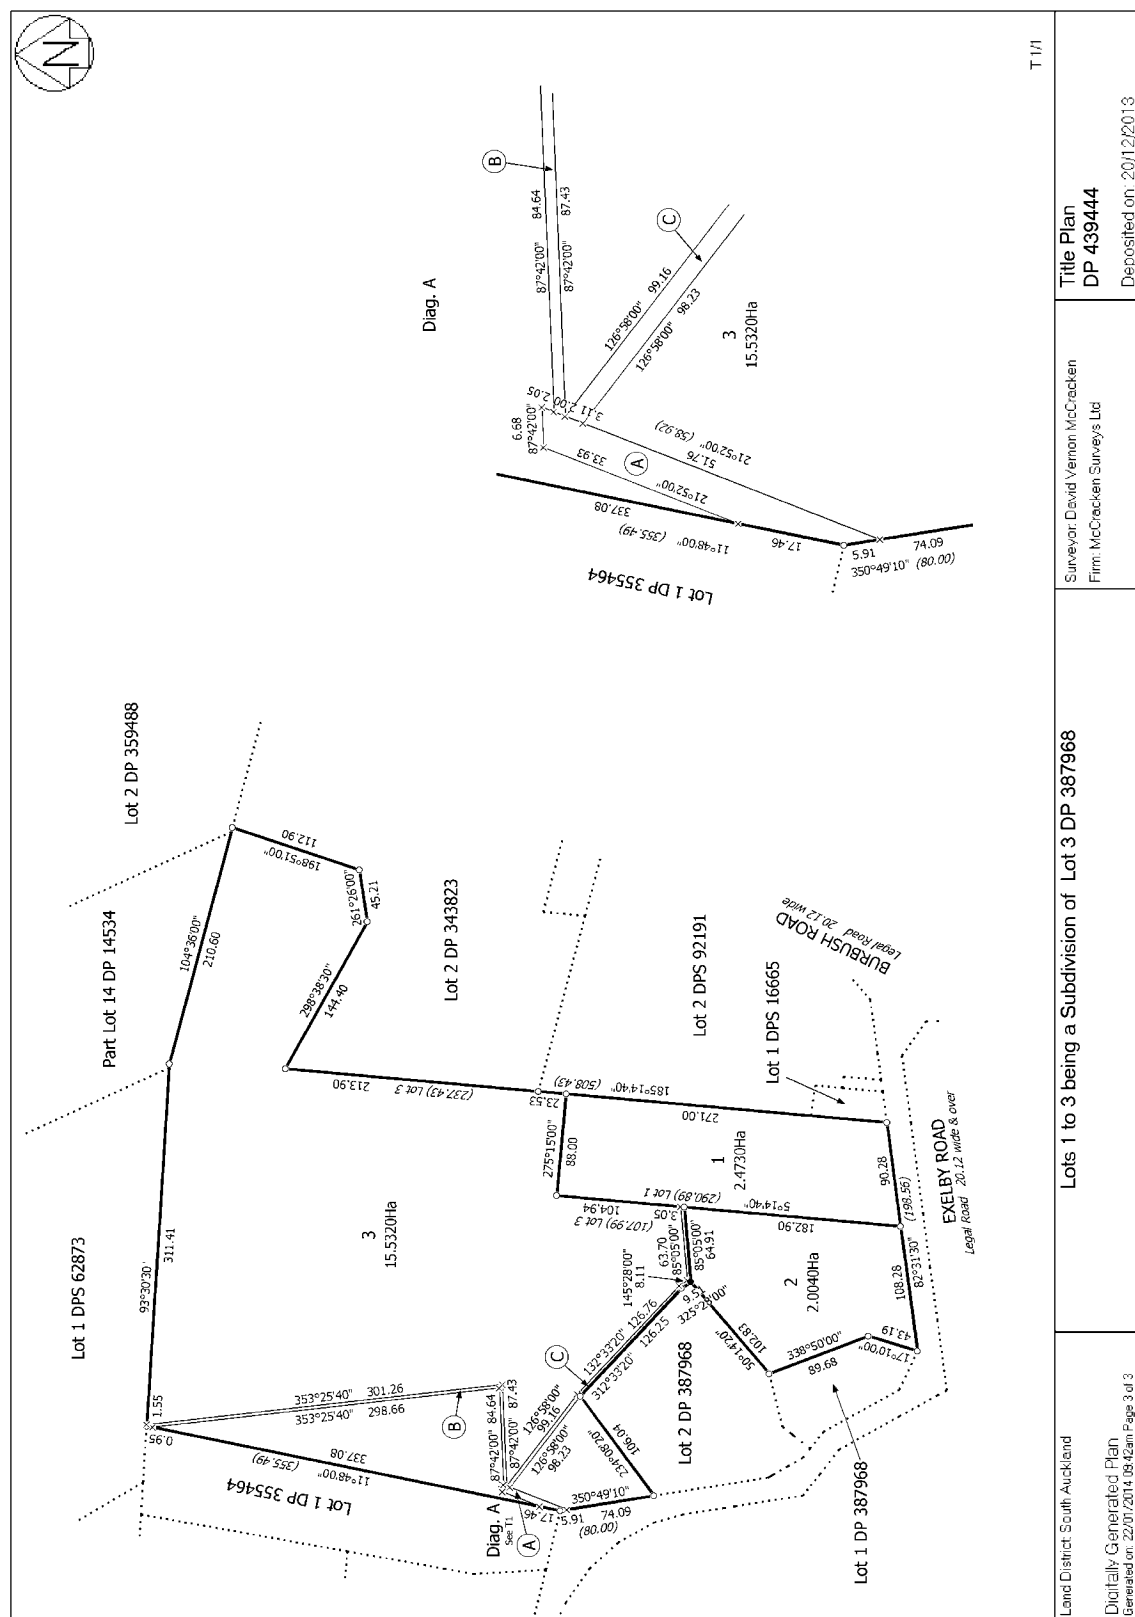 N
T 1/1
Lot 2 DP 359488
Part Lot 14 DP 14534
Lot 1 DPS 62873
Lot 2 DP 343823
Lot 2 DPS 92191
BURBUSH ROAD
Legal Road 20.12 wide
Lot 1 DPS 16665
EXELBY ROAD
Legal Road 20.12 wide & over
Lot 2 DP 387968
Lot 1 DP 387968
Lot 1 DP 355464
93°30'30"
311.41
104°36'00"
210.60
198°51'00"
112.90
261°26'00"
45.21
298°38'30"
144.40
213.90
(237.43) Lot 3
23.53
(508.43)
185°14'40"
271.00
275°15'00"
88.00
104.94
(107.99) Lot 3
3.05
(290.89) Lot 1
5°14'40"
182.90
1
2.4730Ha
90.28
(198.56)
2
2.0040Ha
108.28
82°31'30"
43.19
17°10'00"
338°50'00"
89.68
50°14'20"
102.83
63.70
85°05'00"
85°05'00"
64.91
145°28'00"
8.11
325°28'00"
132°33'20" 126.76
312°33'20" 126.25
C
126°58'00"
99.16
126°58'00"
98.23
234°08'20"
106.04
350°49'10"
74.09
(80.00)
5.91
17.46
A
Diag. A
See T1
87°42'00" 84.64
87°42'00" 87.43
B
353°25'40" 301.26
353°25'40" 298.66
1.55
0.95
337.08
(355.49)
11°48'00"
3
15.5320Ha
Diag. A
B
84.64
87°42'00"
87.43
87°42'00"
C
126°58'00" 99.16
126°58'00" 98.23
3
15.5320Ha
6.68
87°42'00"
2.05
2.00
3.11
33.93
21°52'00"
A
(58.92)
21°52'00"
51.76
337.08
(355.49)
11°48'00"
17.46
5.91
74.09
350°49'10" (80.00)
Lot 1 DP 355464
Land District: South Auckland
Digitally Generated Plan
Generated on: 22/01/2014 09:42am Page 3 of 3
Lots 1 to 3 being a Subdivision of Lot 3 DP 387968
Surveyor: David Vernon McCracken
Firm: McCracken Surveys Ltd
Title Plan
DP 439444
Deposited on: 20/12/2013